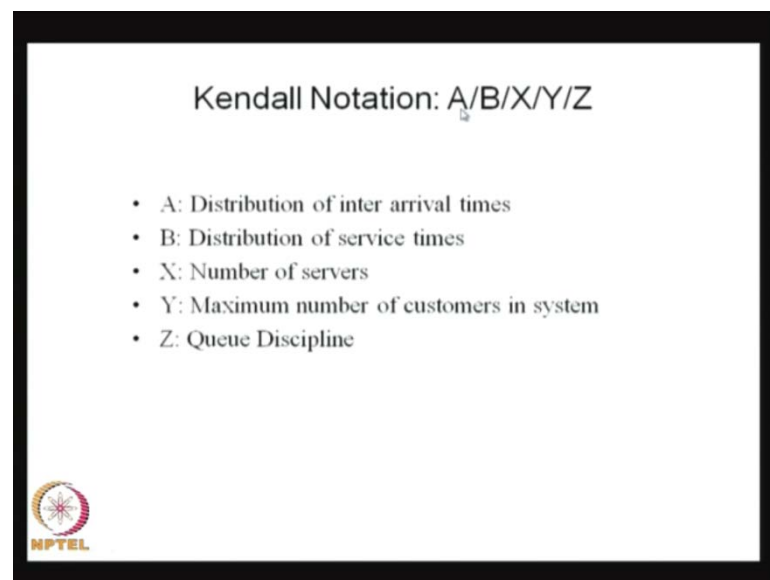 Kendall Notation: A/B/X/Y/Z
• A: Distribution of inter arrival times
• B: Distribution of service times
• X: Number of servers
• Y: Maximum number of customers in system
• Z: Queue Discipline
NPTEL